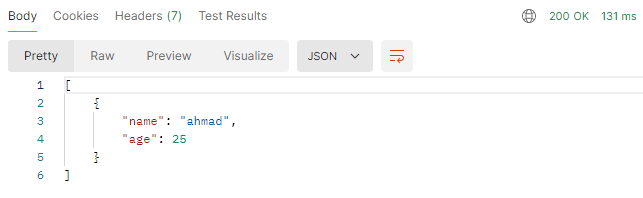 Body Cookies Headers (7) Test Results 200 OK 131 ms
Pretty Raw Preview Visualize JSON
1 [
2 {
3 "name": "ahmad",
4 "age": 25
5 }
6 ]